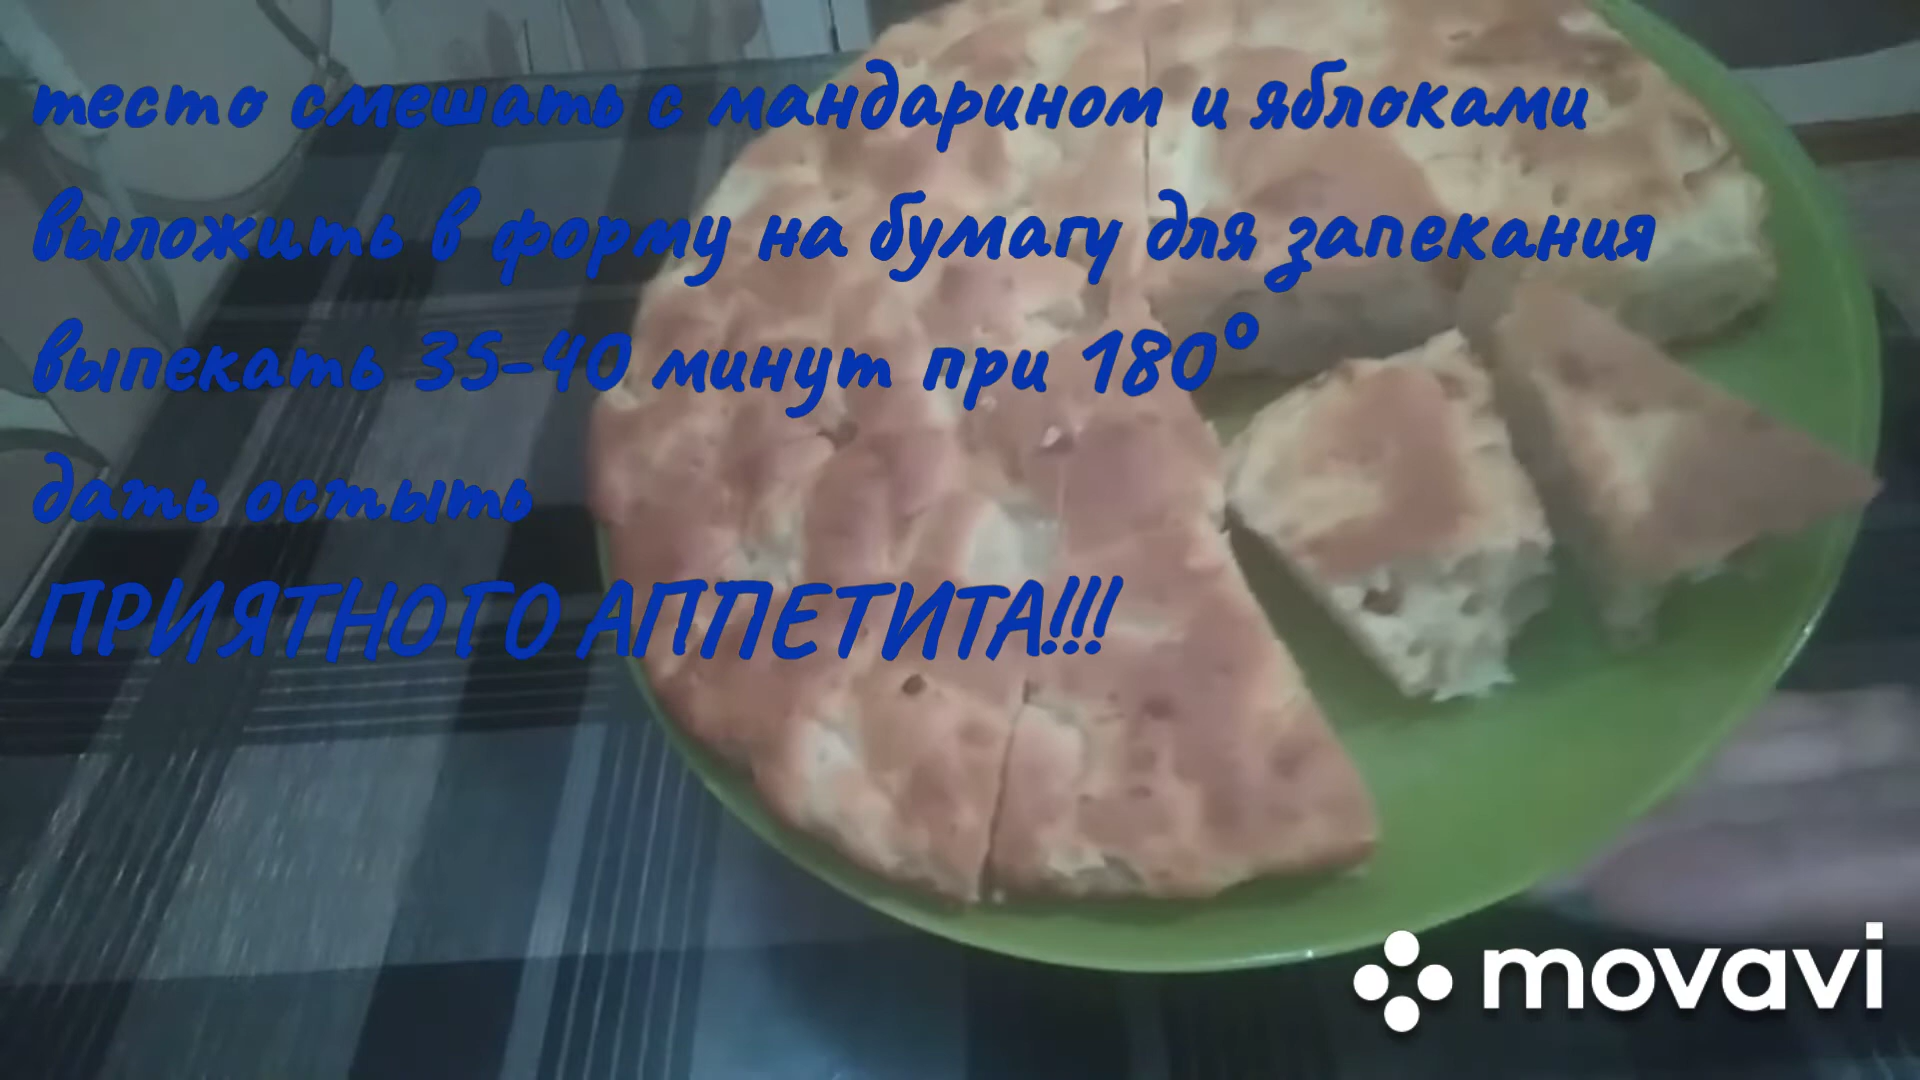 тесто смешать с мандарином и яблоками
выложить в форму на бумагу для запекания
выпекать 35-40 минут при 180°
дать остыть
ПРИЯТНОГО АППЕТИТА!!!
movavi